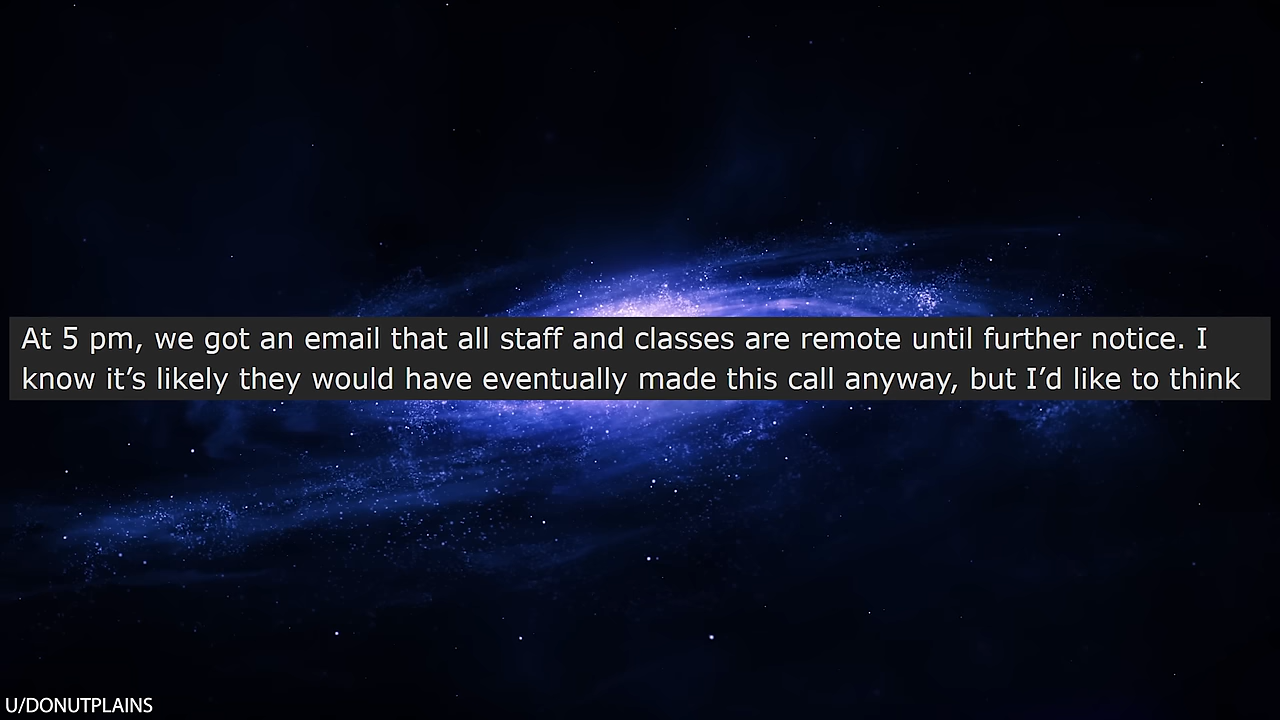 At 5 pm, we got an email that all staff and classes are remote until further notice. I
know it’s likely they would have eventually made this call anyway, but I’d like to think
U/DONUTPLAINS